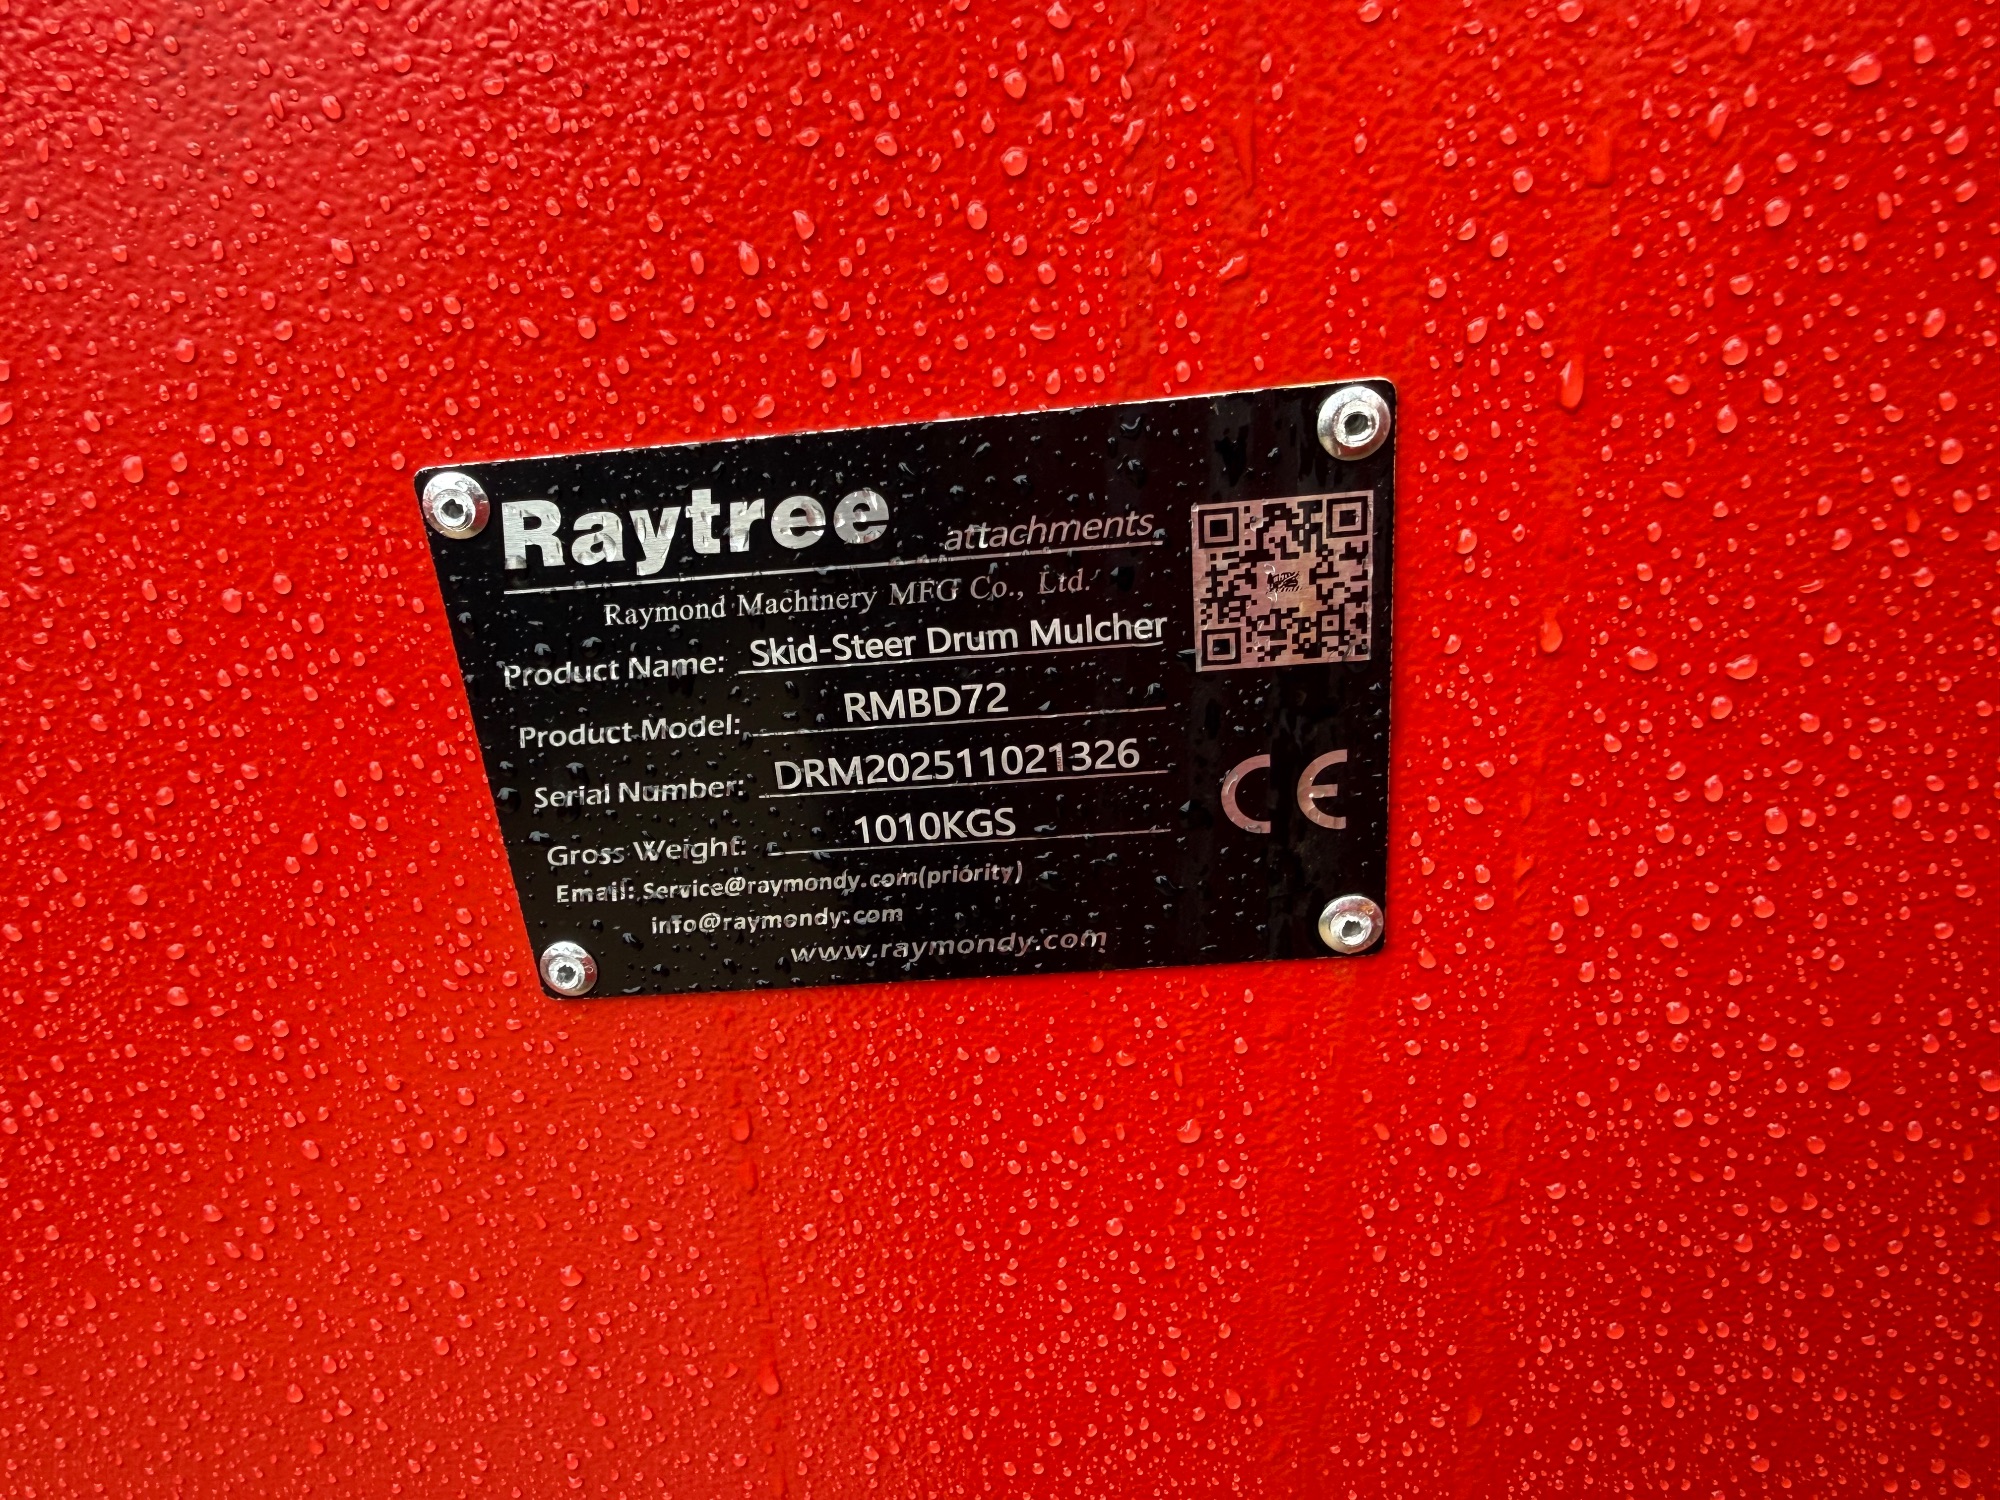 Raytree attachments
Raymond Machinery MFG Co., Ltd.
Product Name: Skid-Steer Drum Mulcher
Product Model: RMBD72
Serial Number: DRM202511021326
Gross Weight: 1010KGS
Email: Service@raymondy.com(priority)
info@raymondy.com
www.raymondy.com
CE